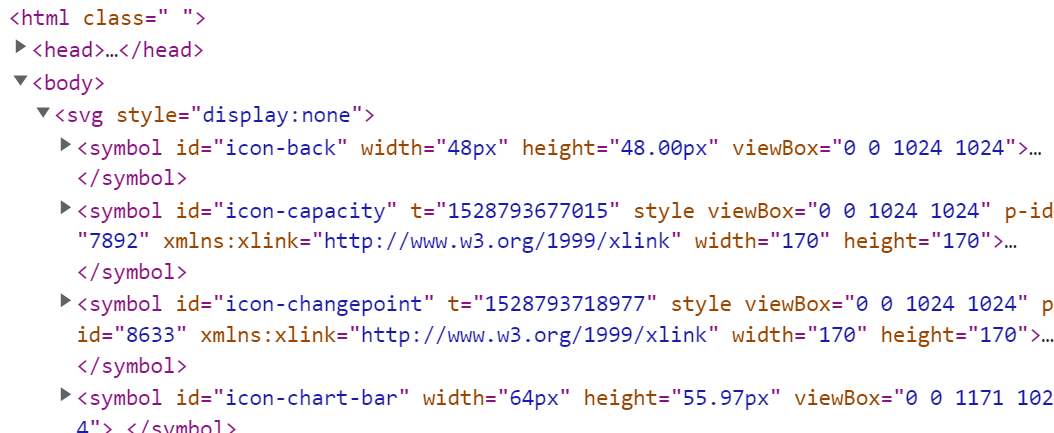 <html class=" ">
<head>…</head>
<body>
<svg style="display:none">
<symbol id="icon-back" width="48px" height="48.00px" viewBox="0 0 1024 1024">…
</symbol>
<symbol id="icon-capacity" t="1528793677015" style viewBox="0 0 1024 1024" p-id
"7892" xmlns:xlink="http://www.w3.org/1999/xlink" width="170" height="170">…
</symbol>
<symbol id="icon-changepoint" t="1528793718977" style viewBox="0 0 1024 1024" p
id="8633" xmlns:xlink="http://www.w3.org/1999/xlink" width="170" height="170">…
</symbol>
<symbol id="icon-chart-bar" width="64px" height="55.97px" viewBox="0 0 1171 102
4"> </symbol>